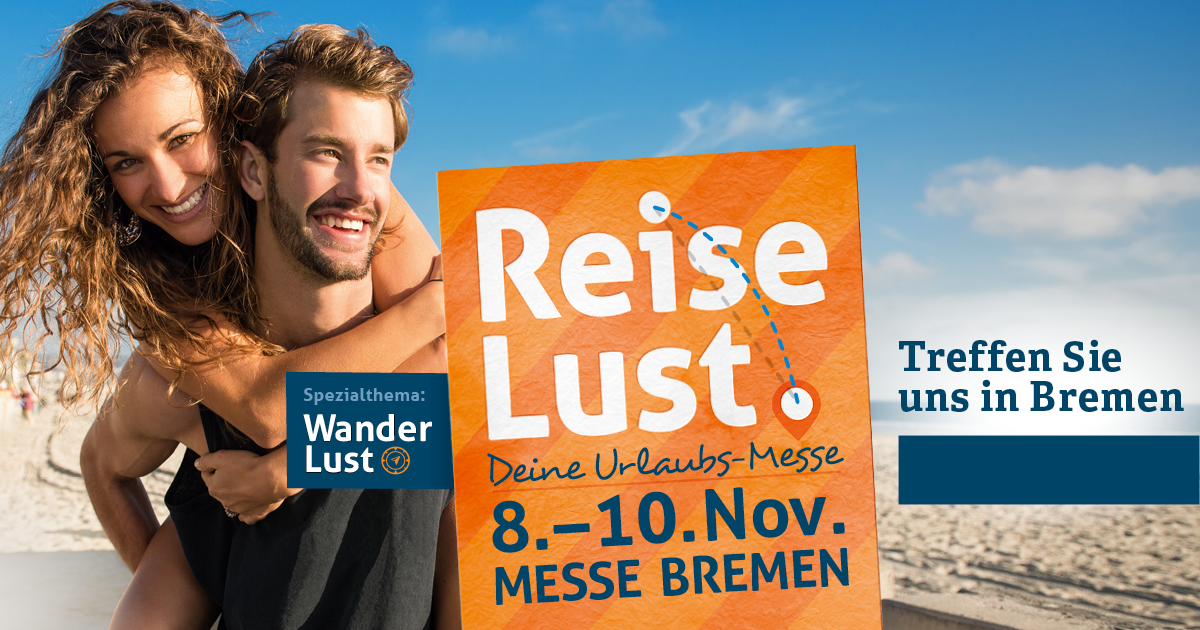 Spezialthema:
Wander
Lust
Reise
Lust
Deine Urlaubs-Messe
8.–10. Nov.
MESSE BREMEN
Treffen Sie
uns in Bremen